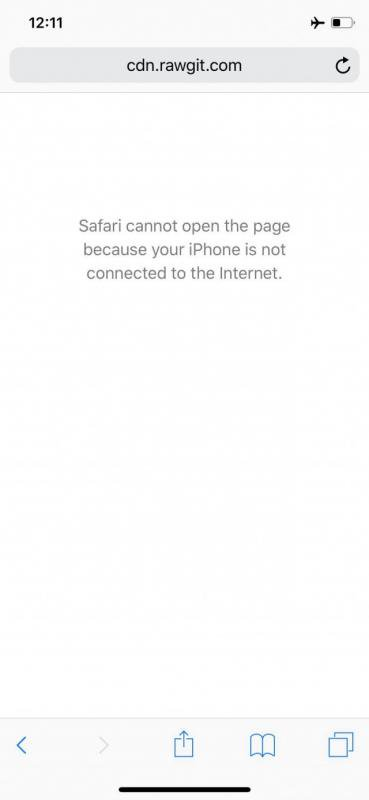 12:11
cdn.rawgit.com
Safari cannot open the page
because your iPhone is not
connected to the Internet.